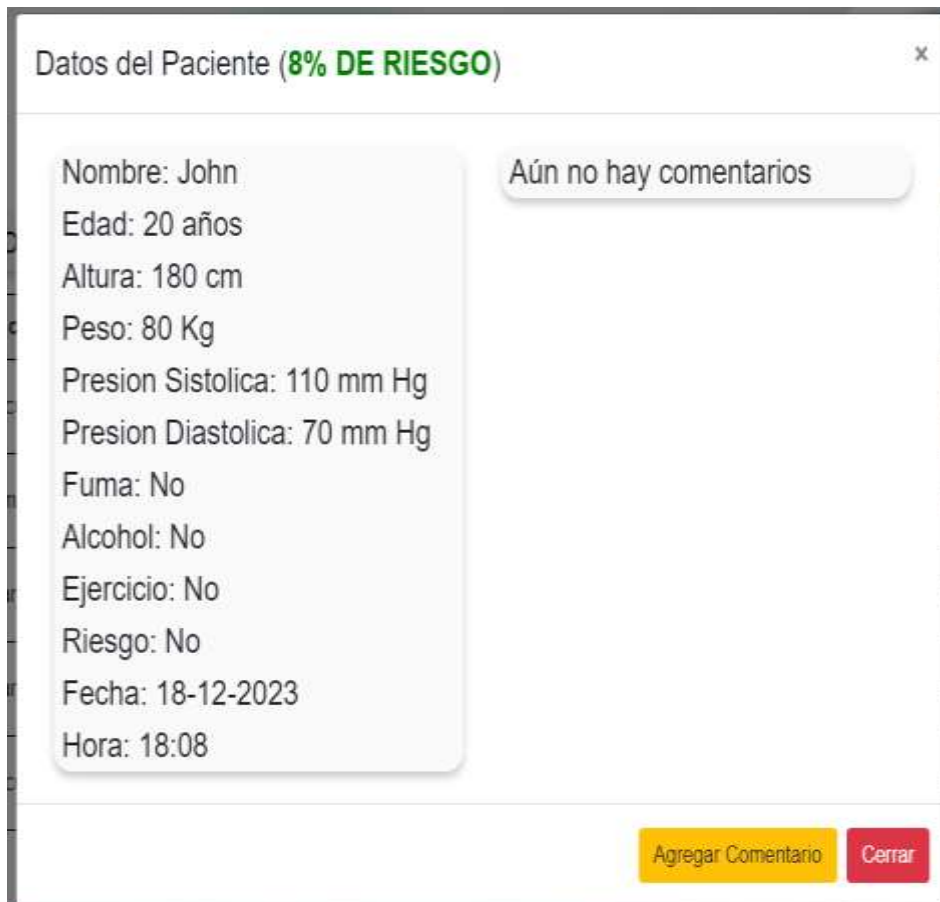 Datos del Paciente (8% DE RIESGO)
×
Nombre: John
Edad: 20 años
Altura: 180 cm
Peso: 80 Kg
Presion Sistolica: 110 mm Hg
Presion Diastolica: 70 mm Hg
Fuma: No
Alcohol: No
Ejercicio: No
Riesgo: No
Fecha: 18-12-2023
Hora: 18:08
Aún no hay comentarios
Agregar Comentario
Cerrar